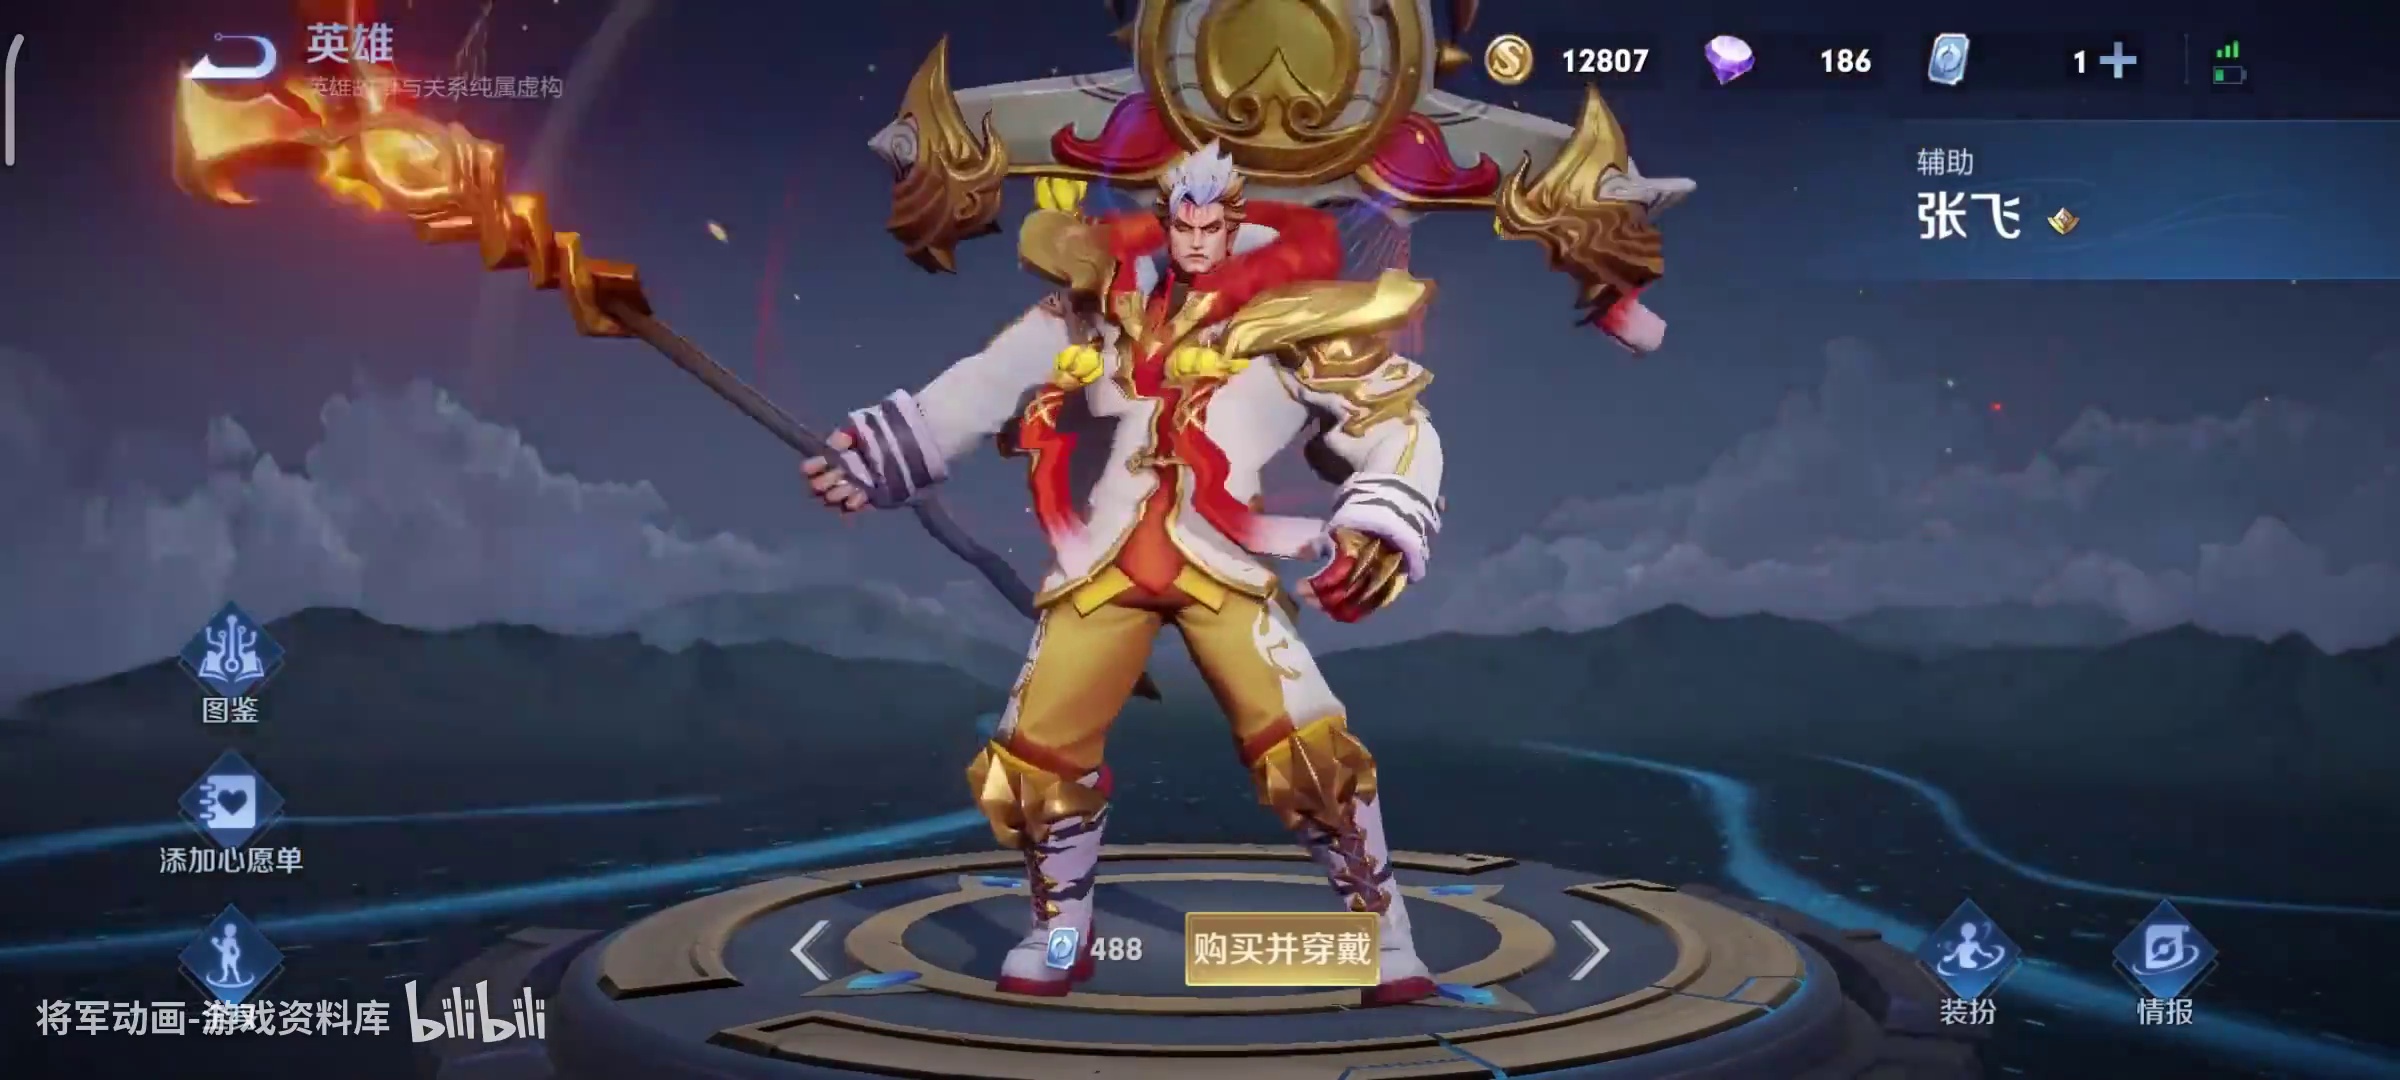 英雄
英雄故事与关系纯属虚构
12807
186
1
辅助
张飞
图鉴
添加心愿单
488
购买并穿戴
装扮
情报
将军动画-游戏资料库
bilibili